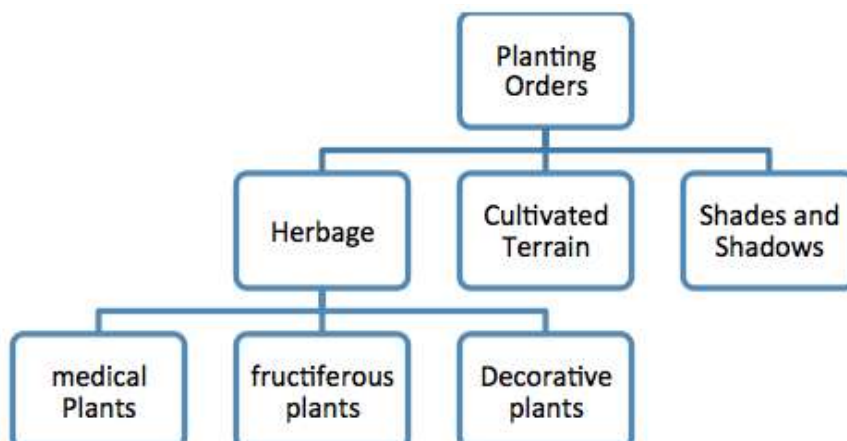 Planting
Orders
Herbage
Cultivated
Terrain
Shades and
Shadows
medical
Plants
fructiferous
plants
Decorative
plants